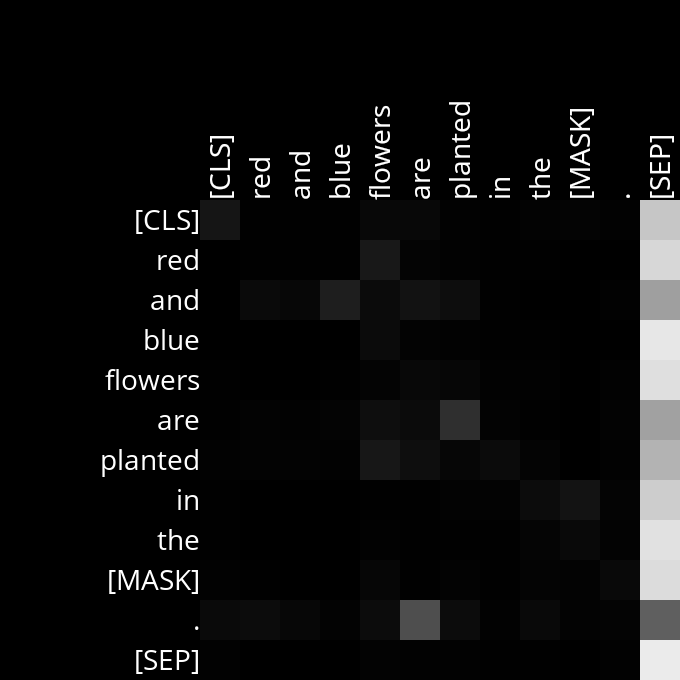 [CLS] red and blue flowers are planted in the [MASK] . [SEP]
[CLS]
red
and
blue
flowers
are
planted
in
the
[MASK]
.
[SEP]